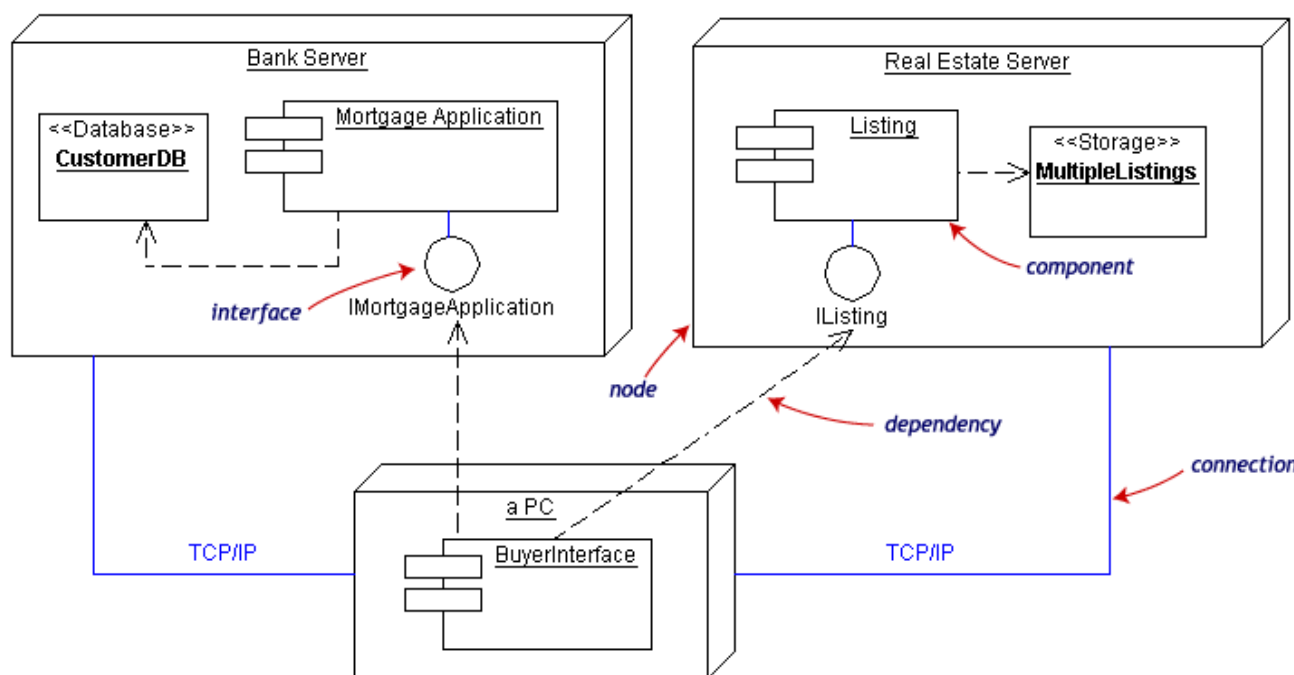 Bank Server
<<Database>>
CustomerDB
Mortgage Application
interface
IMortgageApplication
Real Estate Server
Listing
<<Storage>>
MultipleListings
component
IListing
node
dependency
connection
a PC
BuyerInterface
TCP/IP
TCP/IP